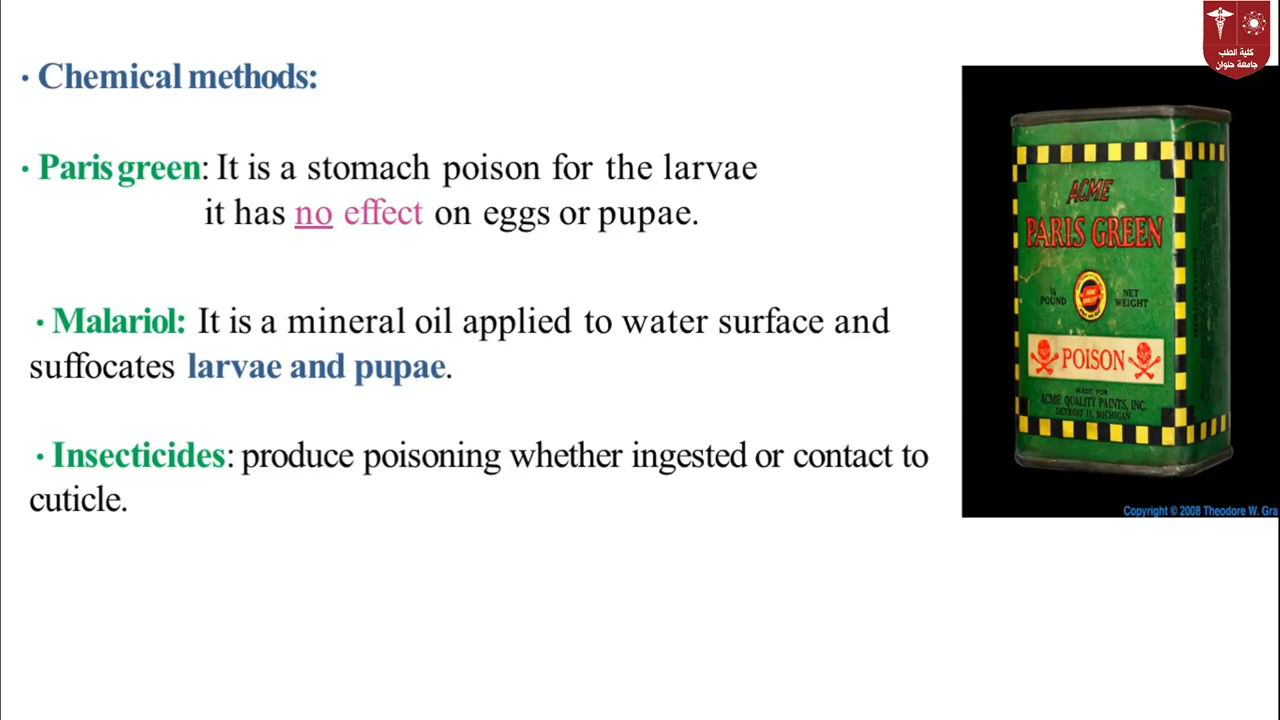 كلية الطب
جامعة حلوان
• Chemical methods:
• Paris green: It is a stomach poison for the larvae
it has no effect on eggs or pupae.
• Malariol: It is a mineral oil applied to water surface and
suffocates larvae and pupae.
• Insecticides: produce poisoning whether ingested or contact to
cuticle.
ACME
PARIS GREEN
POUND
NET
WEIGHT
POISON
MADE FOR
ACME QUALITY PAINTS, INC.
DETROIT 11, MICHIGAN
Copyright © 2008 Theodore W. Gra